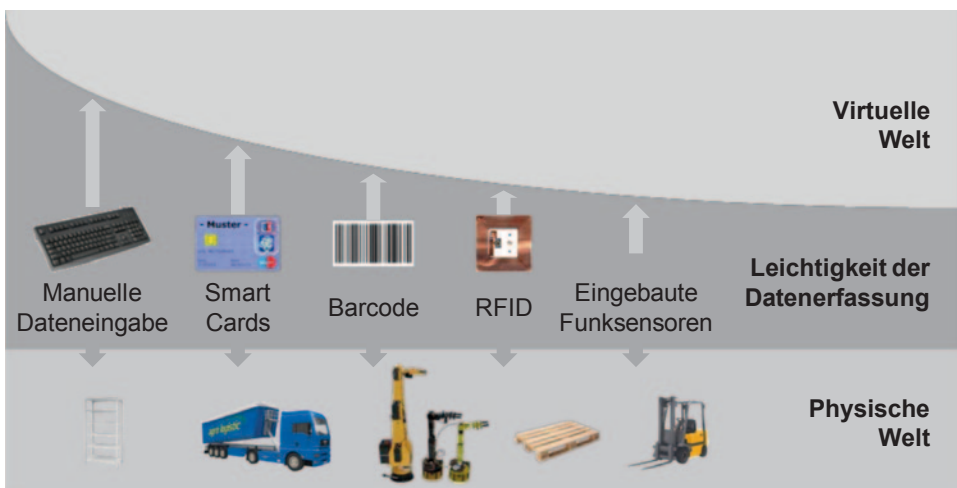 Virtuelle
Welt
- Muster -
Manuelle
Dateneingabe
Smart
Cards
Barcode
RFID
Eingebaute
Funksensoren
Leichtigkeit der
Datenerfassung
Physische
Welt